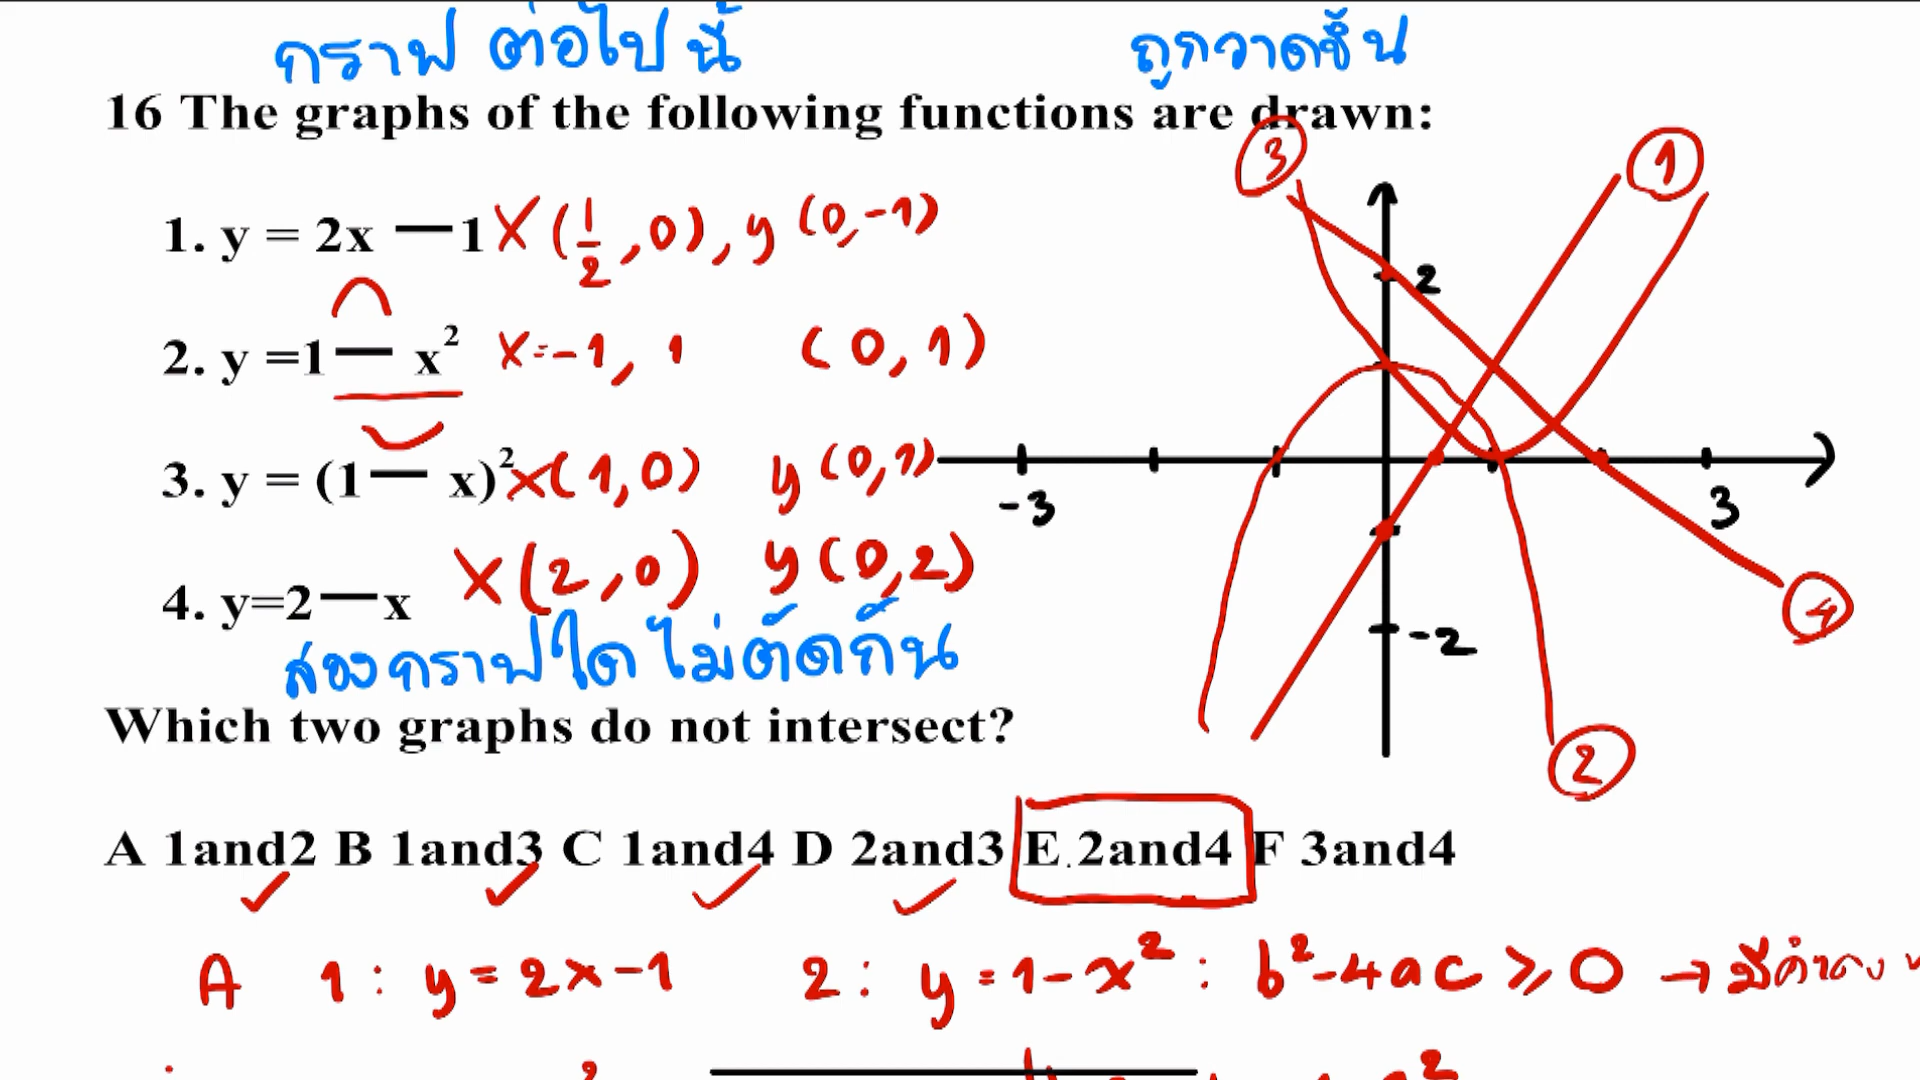 กราฟ ต่อไปนี้ ถูกวาดขึ้น
16 The graphs of the following functions are drawn:
1. y = 2x — 1 X (1/2, 0), y (0, -1)
2. y =1 — x² x = -1, 1 (0, 1)
3. y = (1 — x)² x(1, 0) y (0, 1)
4. y=2 — x x (2, 0) y (0, 2)
3
1
2
-3
3
4
-2
2
สองกราฟใด ไม่ตัดกัน
Which two graphs do not intersect?
A 1and2 B 1and3 C 1and4 D 2and3 E.2and4 F 3and4
A 1 : y = 2x - 1 2 : y = 1 - x² : b² - 4ac ≥ 0 →